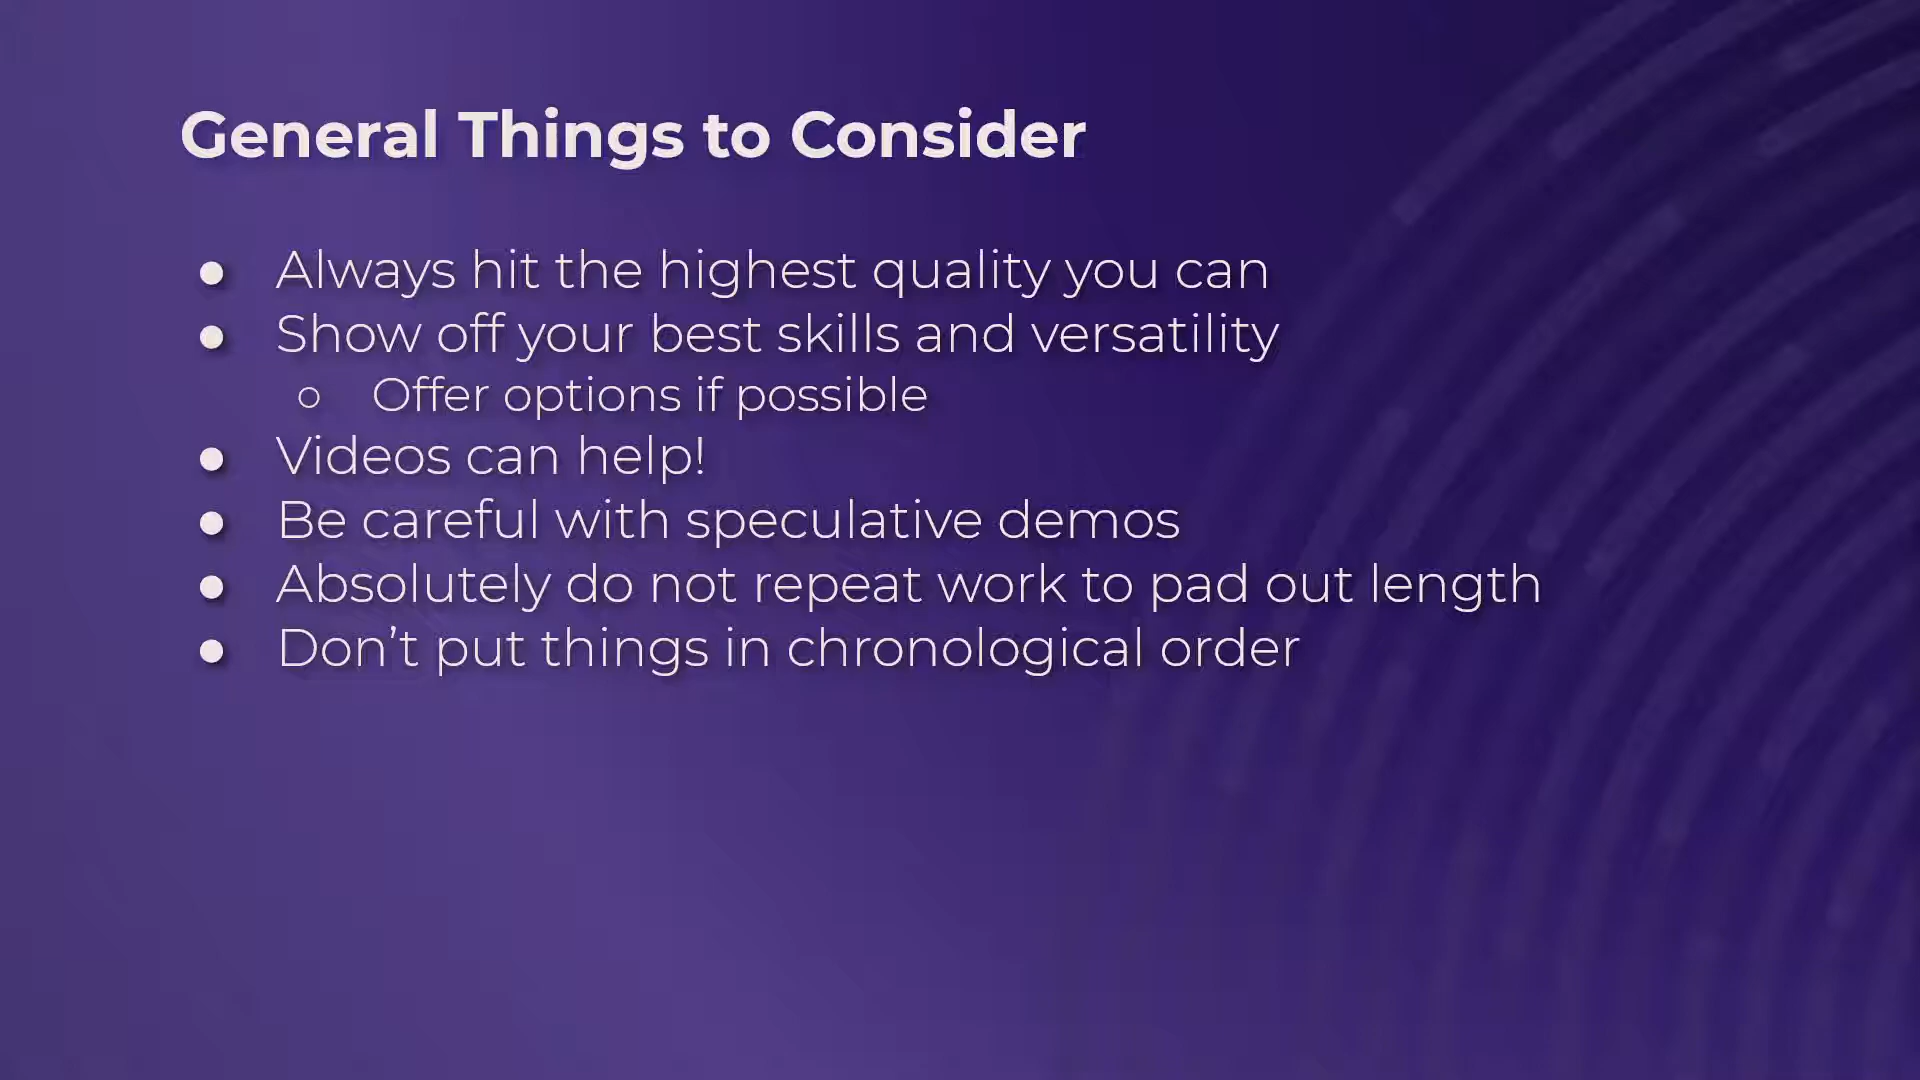 General Things to Consider
● Always hit the highest quality you can
● Show off your best skills and versatility
○ Offer options if possible
● Videos can help!
● Be careful with speculative demos
● Absolutely do not repeat work to pad out length
● Don’t put things in chronological order